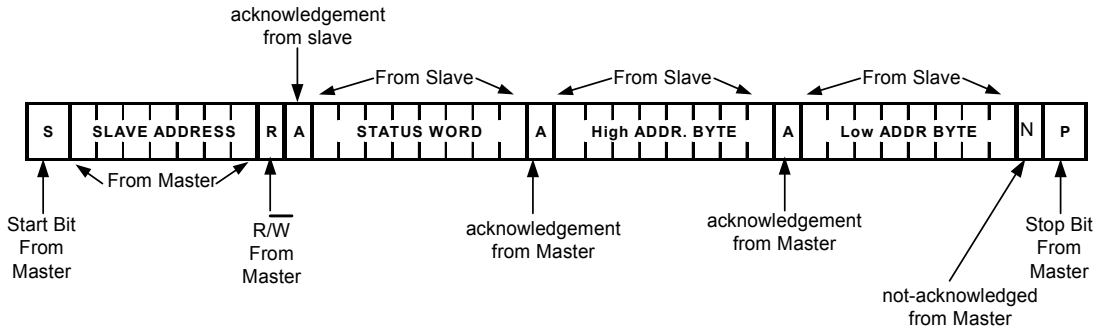 acknowledgement
from slave
From Slave
From Slave
From Slave
S
SLAVE ADDRESS
R
A
STATUS WORD
A
High ADDR. BYTE
A
Low ADDR BYTE
N
P
From Master
Start Bit
From
Master
R/W̅
From
Master
acknowledgement
from Master
acknowledgement
from Master
Stop Bit
From
Master
not-acknowledged
from Master